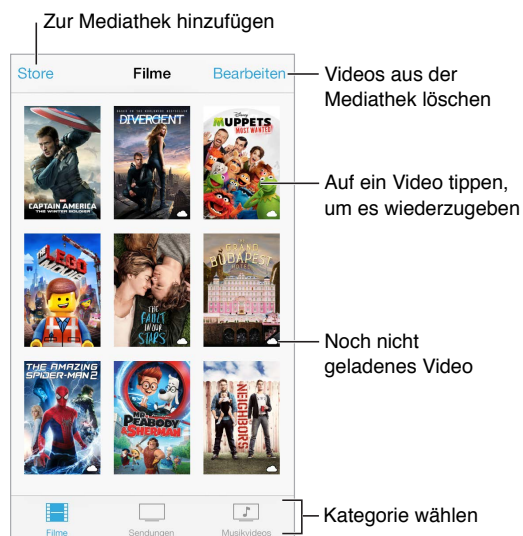 Zur Mediathek hinzufügen
Store
Filme
Bearbeiten
Videos aus der
Mediathek löschen
CAPTAIN AMERICA
THE WINTER SOLDIER
DIVERGENT
Disney
MUPPETS
MOST WANTED
Auf ein Video tippen,
um es wiederzugeben
THE LEGO
MOVIE
THE
FAULT
IN OUR
STARS
GRAND
BUDAPEST
HOTEL
Noch nicht
geladenes Video
THE AMAZING
SPIDER-MAN 2
MR. PEABODY
& SHERMAN
NEIGHBORS
Filme
Sendungen
Musikvideos
Kategorie wählen